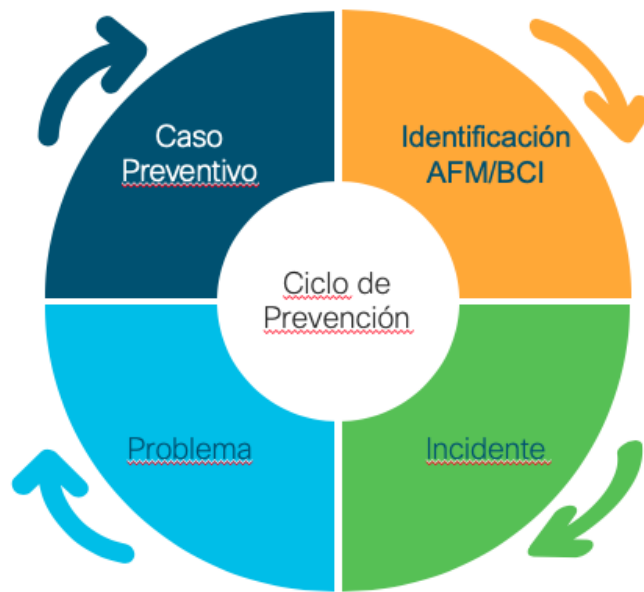 Caso
Preventivo
Identificación
AFM/BCI
Ciclo de
Prevención
Problema
Incidente